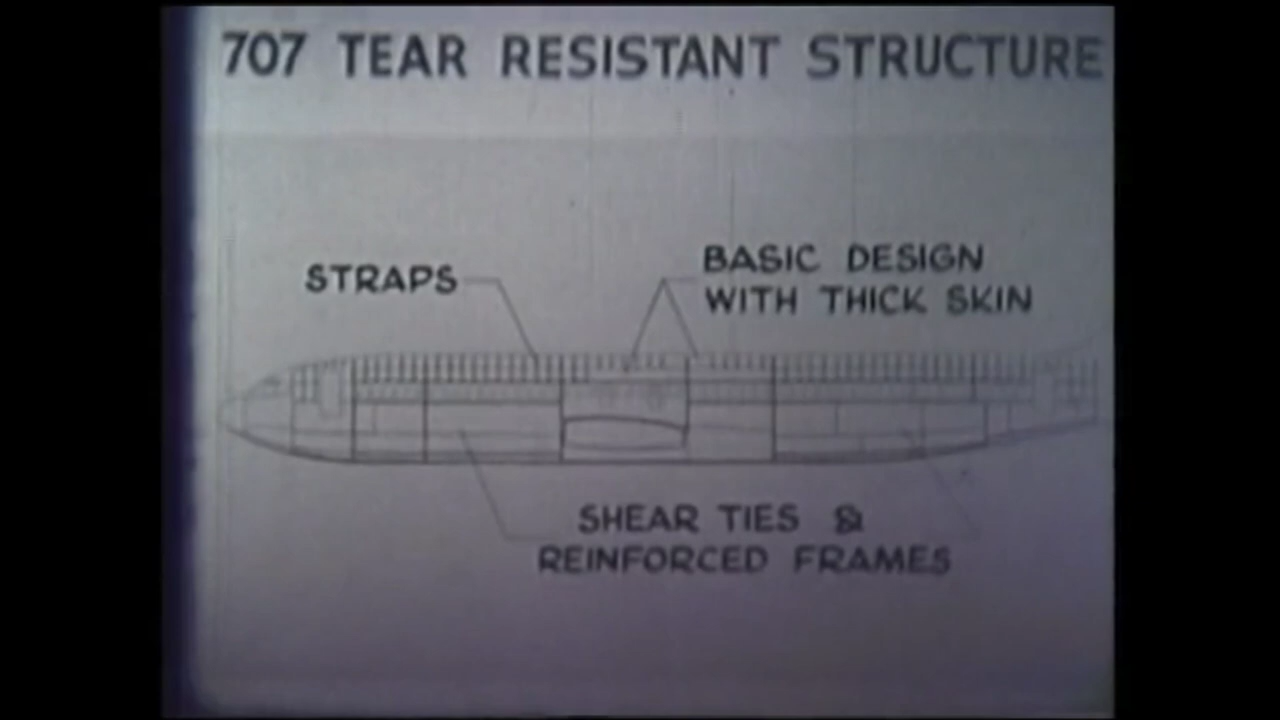 707 TEAR RESISTANT STRUCTURE
STRAPS
BASIC DESIGN
WITH THICK SKIN
SHEAR TIES &
REINFORCED FRAMES